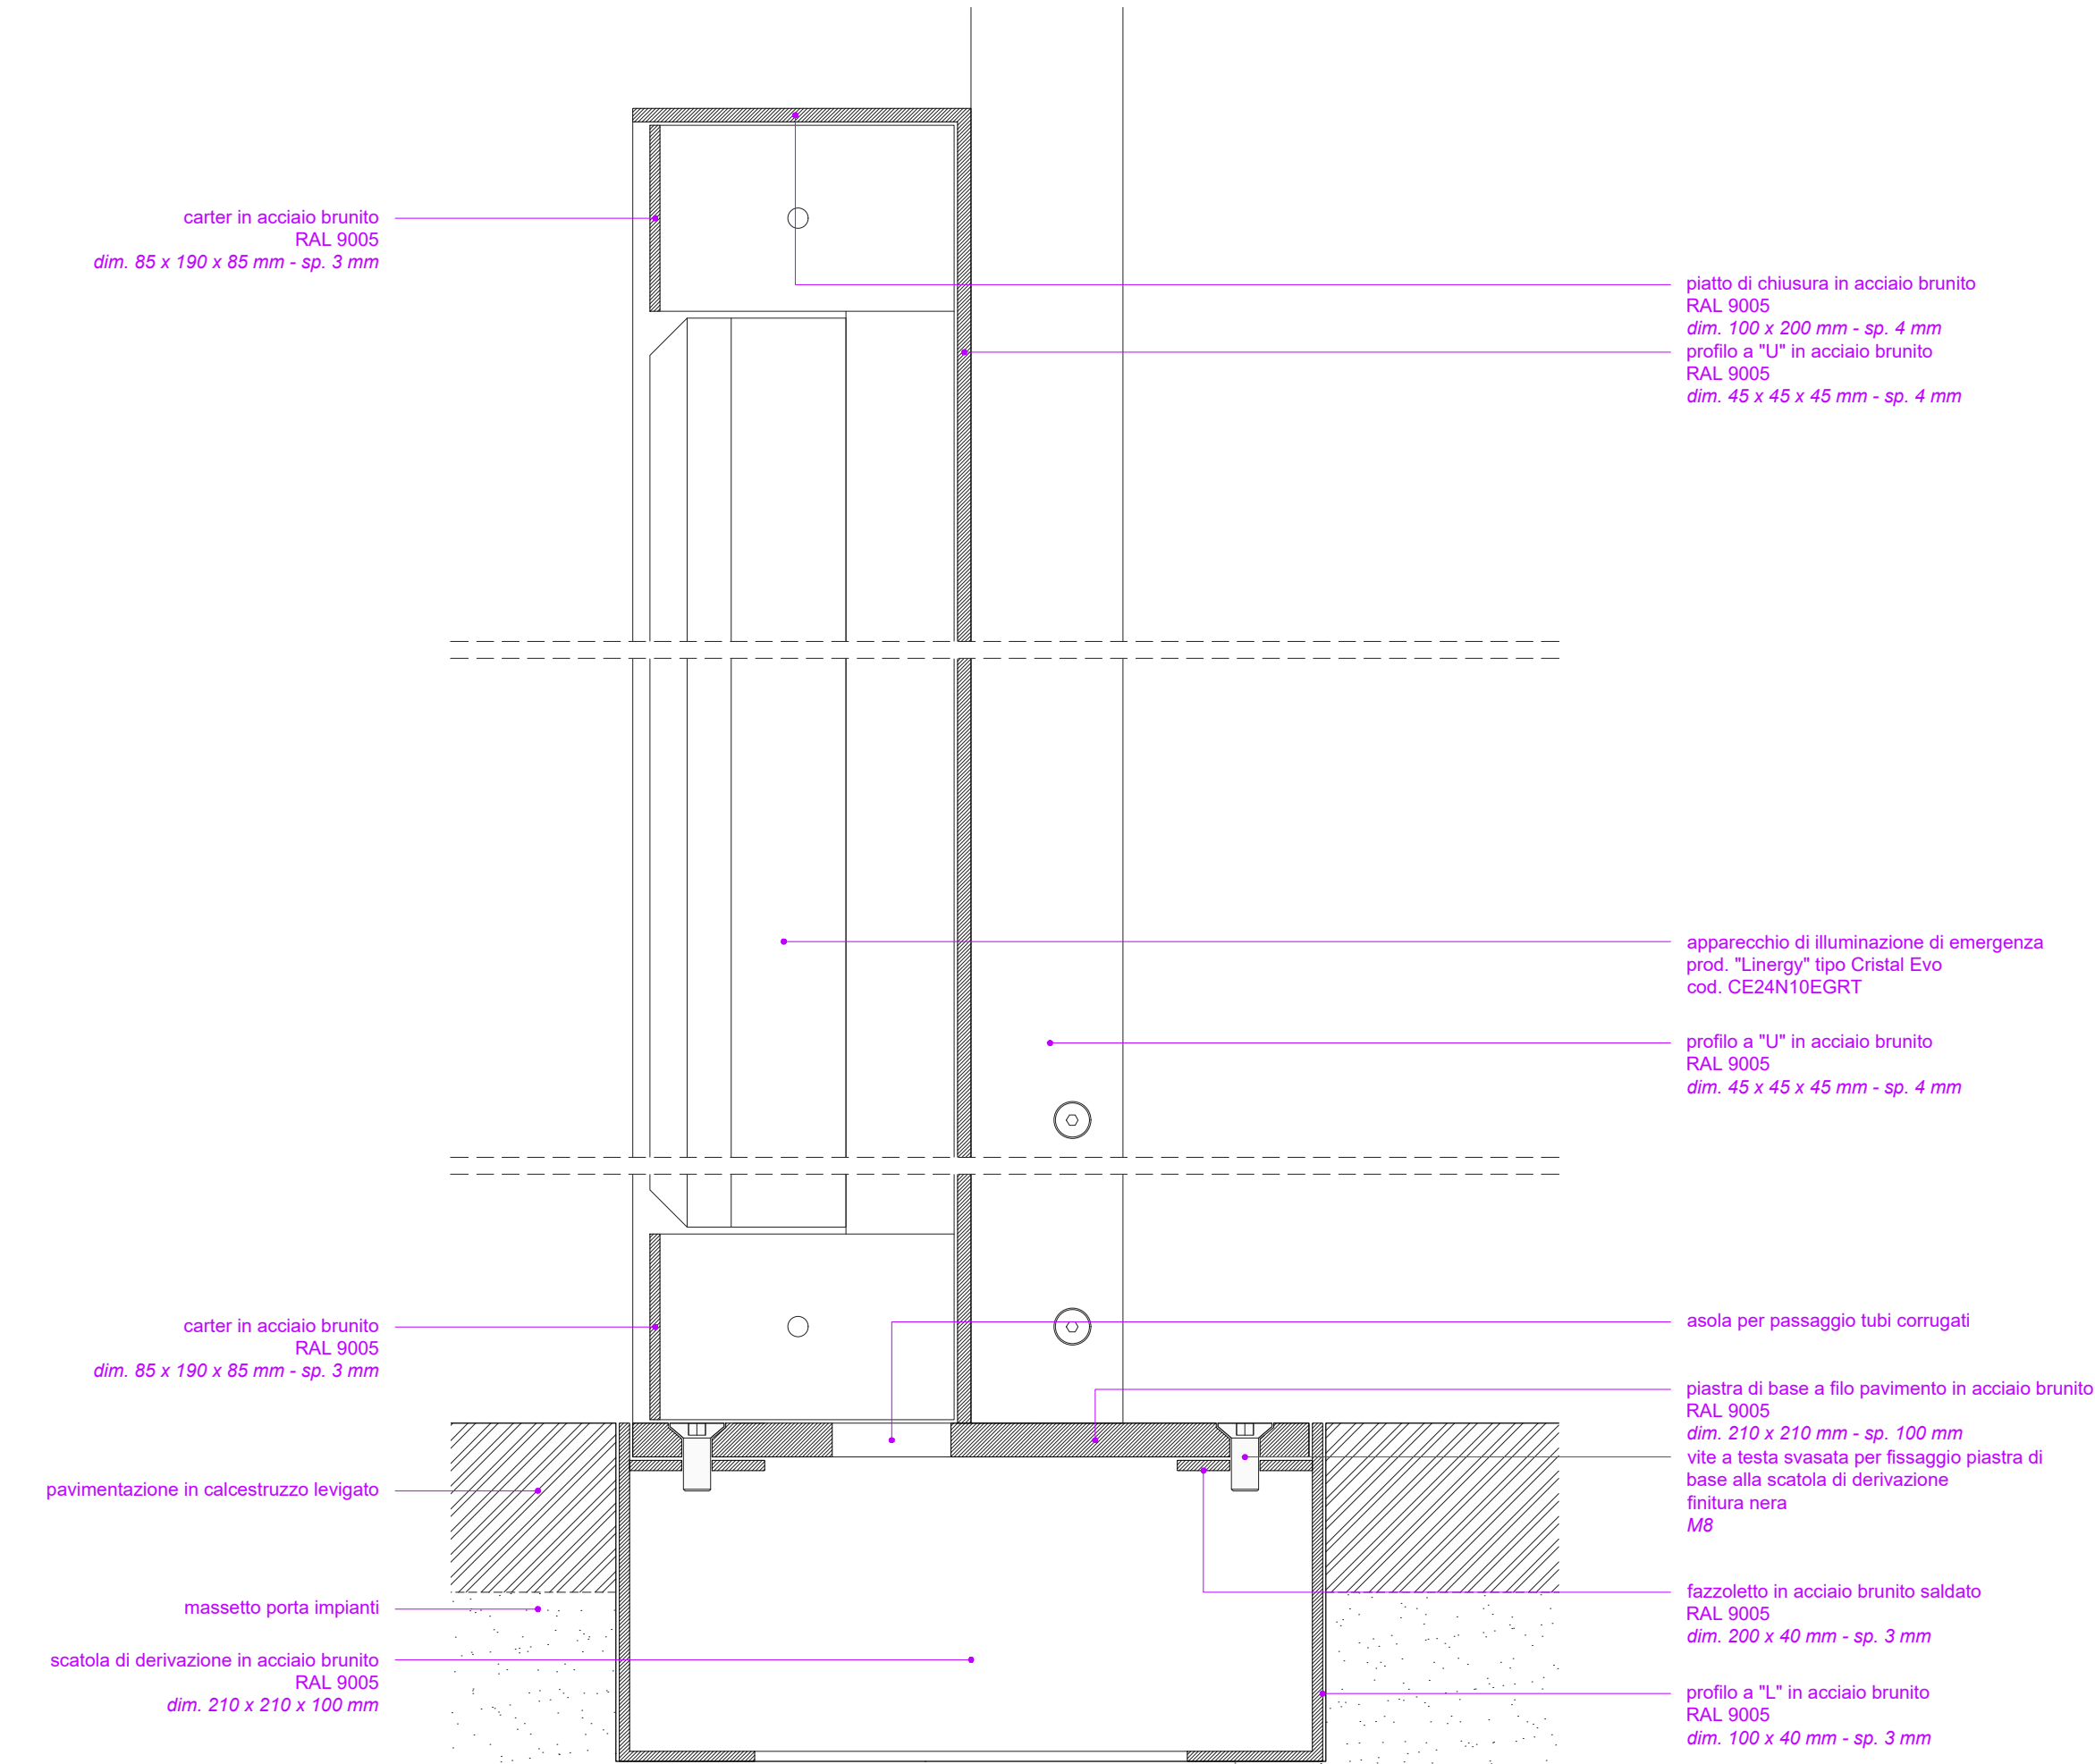 carter in acciaio brunito
RAL 9005
dim. 85 x 190 x 85 mm - sp. 3 mm
piatto di chiusura in acciaio brunito
RAL 9005
dim. 100 x 200 mm - sp. 4 mm
profilo a "U" in acciaio brunito
RAL 9005
dim. 45 x 45 x 45 mm - sp. 4 mm
apparecchio di illuminazione di emergenza
prod. "Linergy" tipo Cristal Evo
cod. CE24N10EGRT
profilo a "U" in acciaio brunito
RAL 9005
dim. 45 x 45 x 45 mm - sp. 4 mm
carter in acciaio brunito
RAL 9005
dim. 85 x 190 x 85 mm - sp. 3 mm
asola per passaggio tubi corrugati
piastra di base a filo pavimento in acciaio brunito
RAL 9005
dim. 210 x 210 mm - sp. 100 mm
vite a testa svasata per fissaggio piastra di
base alla scatola di derivazione
finitura nera
M8
pavimentazione in calcestruzzo levigato
fazzoletto in acciaio brunito saldato
RAL 9005
dim. 200 x 40 mm - sp. 3 mm
massetto porta impianti
scatola di derivazione in acciaio brunito
RAL 9005
dim. 210 x 210 x 100 mm
profilo a "L" in acciaio brunito
RAL 9005
dim. 100 x 40 mm - sp. 3 mm